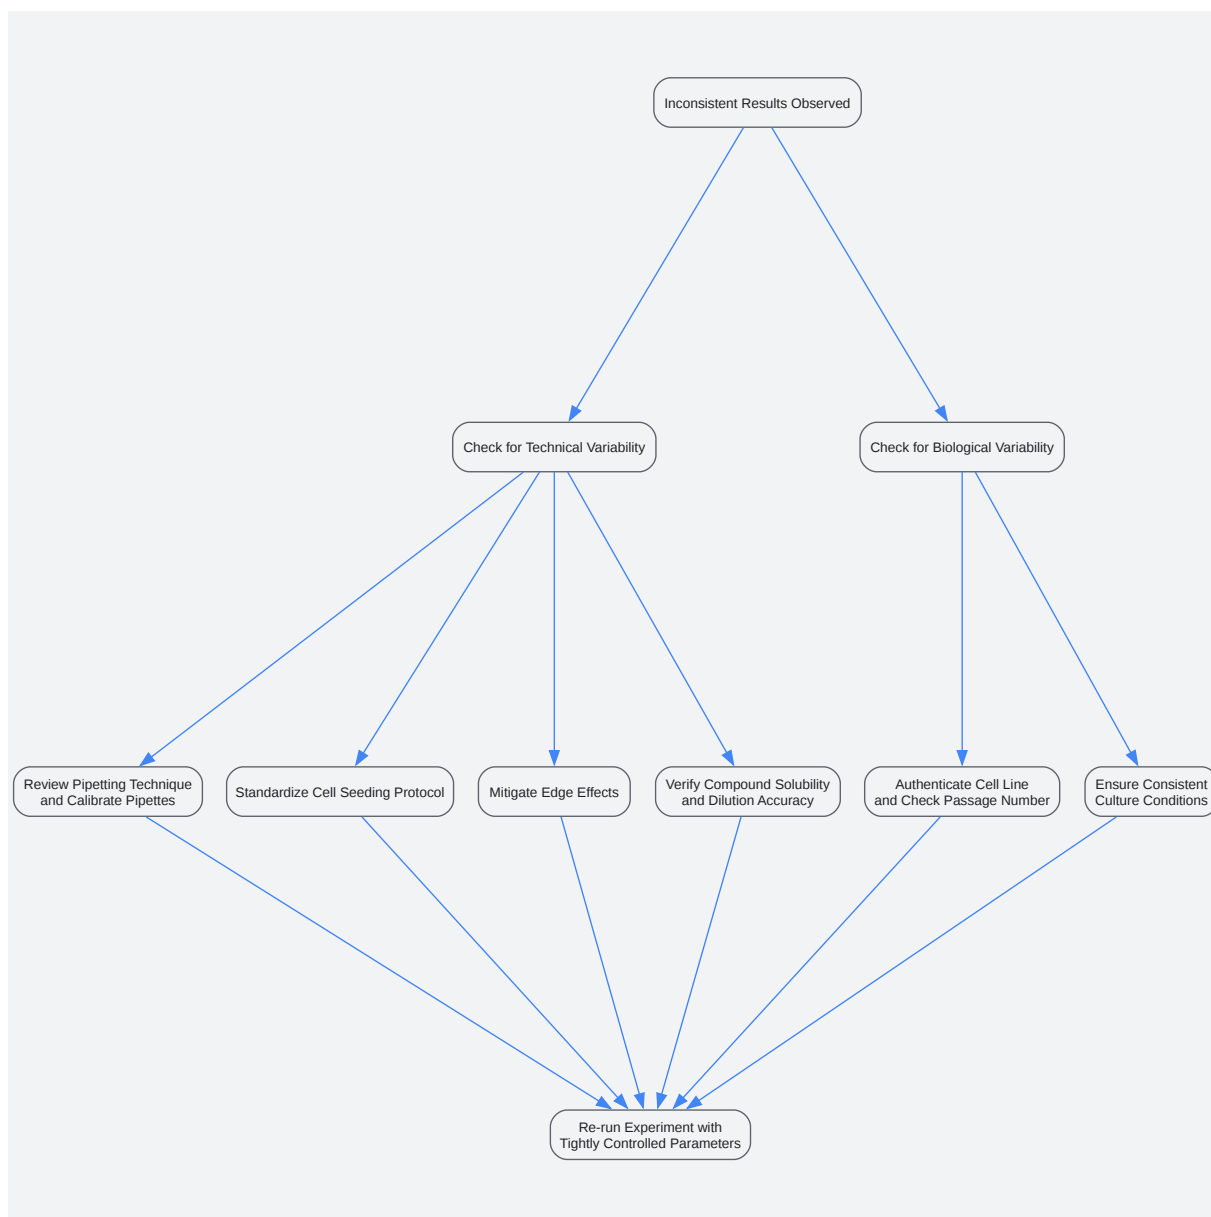 Inconsistent Results Observed
Check for Technical Variability
Check for Biological Variability
Review Pipetting Technique
and Calibrate Pipettes
Standardize Cell Seeding Protocol
Mitigate Edge Effects
Verify Compound Solubility
and Dilution Accuracy
Authenticate Cell Line
and Check Passage Number
Ensure Consistent
Culture Conditions
Re-run Experiment with
Tightly Controlled Parameters